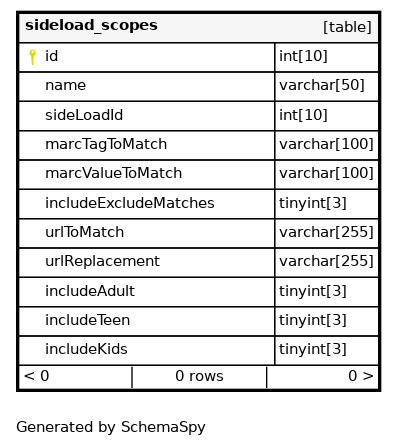 sideload_scopes [table]
id int[10]
name varchar[50]
sideLoadId int[10]
marcTagToMatch varchar[100]
marcValueToMatch varchar[100]
includeExcludeMatches tinyint[3]
urlToMatch varchar[255]
urlReplacement varchar[255]
includeAdult tinyint[3]
includeTeen tinyint[3]
includeKids tinyint[3]
< 0 0 rows 0 >
Generated by SchemaSpy